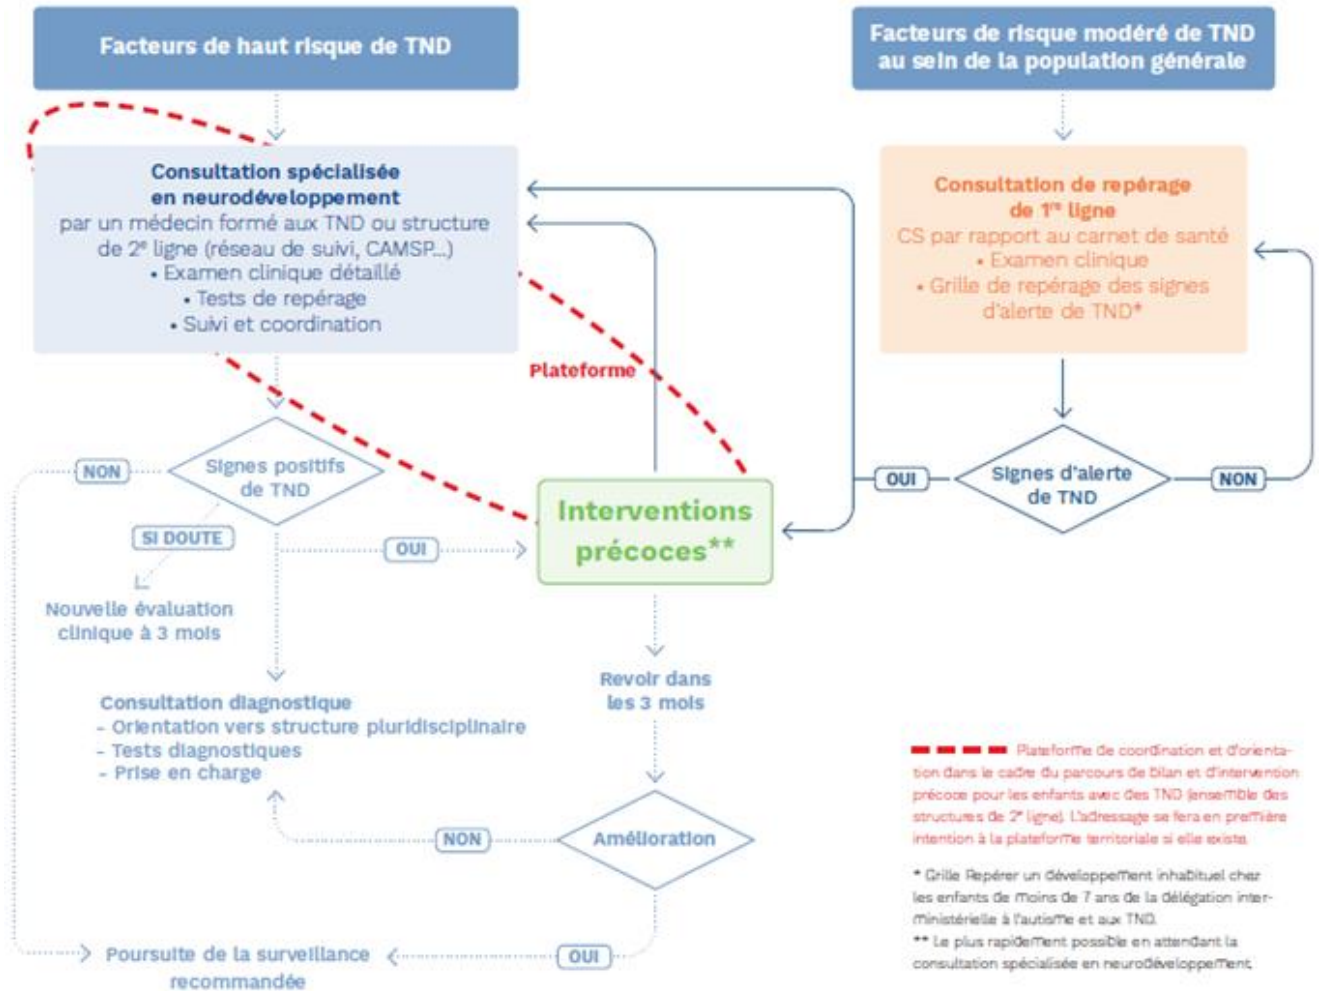 Facteurs de haut risque de TND
Facteurs de risque modéré de TND
au sein de la population générale
Consultation spécialisée
en neurodéveloppement
par un médecin formé aux TND ou structure
de 2e ligne (réseau de suivi, CAMSP...)
• Examen clinique détaillé
• Tests de repérage
• Suivi et coordination
Consultation de repérage
de 1re ligne
CS par rapport au carnet de santé
• Examen clinique
• Grille de repérage des signes
d'alerte de TND*
Plateforme
Signes positifs
de TND
NON
SI DOUTE
OUI
Nouvelle évaluation
clinique à 3 mois
Interventions
précoces**
OUI
Signes d'alerte
de TND
NON
Consultation diagnostique
- Orientation vers structure pluridisciplinaire
- Tests diagnostiques
- Prise en charge
Revoir dans
les 3 mois
NON
Amélioration
OUI
Poursuite de la surveillance
recommandée
Plateforme de coordination et d'orienta-
tion dans le cadre du parcours de bilan et d'intervention
précoce pour les enfants avec des TND (ensemble des
structures de 2e ligne). L'adressage se fera en première
intention à la plateforme territoriale si elle existe.
* Grille Repérer un développement inhabituel chez
les enfants de moins de 7 ans de la délégation inter-
ministérielle à l'autisme et aux TND.
** Le plus rapidement possible en attendant la
consultation spécialisée en neurodéveloppement.